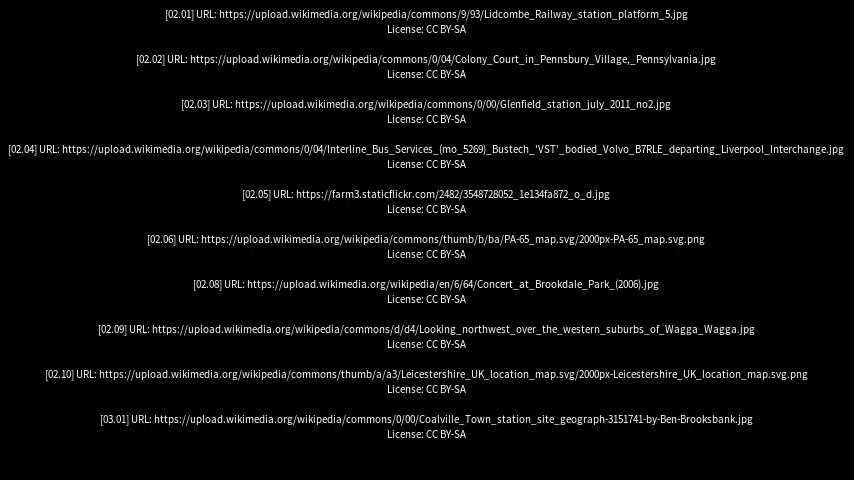 [02.01] URL: https://upload.wikimedia.org/wikipedia/commons/9/93/Lidcombe_Railway_station_platform_5.jpg
License: CC BY-SA
[02.02] URL: https://upload.wikimedia.org/wikipedia/commons/0/04/Colony_Court_in_Pennsbury_Village,_Pennsylvania.jpg
License: CC BY-SA
[02.03] URL: https://upload.wikimedia.org/wikipedia/commons/0/00/Glenfield_station_july_2011_no2.jpg
License: CC BY-SA
[02.04] URL: https://upload.wikimedia.org/wikipedia/commons/0/04/Interline_Bus_Services_(mo_5269)_Bustech_'VST'_bodied_Volvo_B7RLE_departing_Liverpool_Interchange.jpg
License: CC BY-SA
[02.05] URL: https://farm3.staticflickr.com/2482/3548728052_1e134fa872_o_d.jpg
License: CC BY-SA
[02.06] URL: https://upload.wikimedia.org/wikipedia/commons/thumb/b/ba/PA-65_map.svg/2000px-PA-65_map.svg.png
License: CC BY-SA
[02.08] URL: https://upload.wikimedia.org/wikipedia/en/6/64/Concert_at_Brookdale_Park_(2006).jpg
License: CC BY-SA
[02.09] URL: https://upload.wikimedia.org/wikipedia/commons/d/d4/Looking_northwest_over_the_western_suburbs_of_Wagga_Wagga.jpg
License: CC BY-SA
[02.10] URL: https://upload.wikimedia.org/wikipedia/commons/thumb/a/a3/Leicestershire_UK_location_map.svg/2000px-Leicestershire_UK_location_map.svg.png
License: CC BY-SA
[03.01] URL: https://upload.wikimedia.org/wikipedia/commons/0/00/Coalville_Town_station_site_geograph-3151741-by-Ben-Brooksbank.jpg
License: CC BY-SA